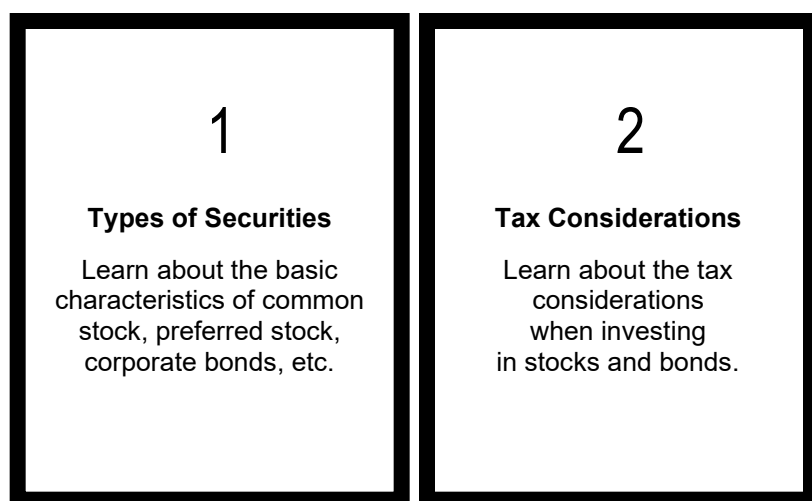 1
Types of Securities
Learn about the basic
characteristics of common
stock, preferred stock,
corporate bonds, etc.
2
Tax Considerations
Learn about the tax
considerations
when investing
in stocks and bonds.